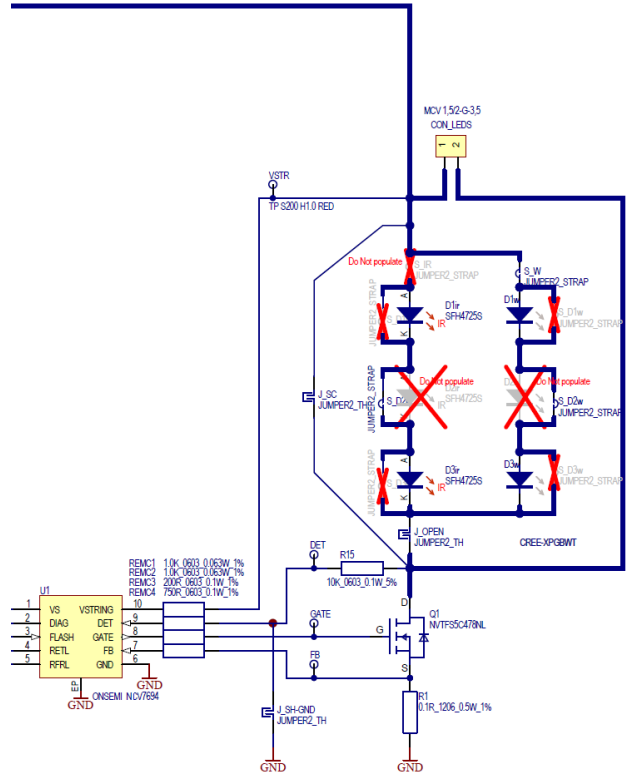 MCV 1,5/2-G-3,5
CON_LEDS
1 2
VSTR
TP S200 H1.0 RED
Do Not populate
S_IR
JUMPER2_STRAP
S_W
JUMPER2_STRAP
JUMPER2_STRAP
A
K
D1ir
SFH4725S
IR
D1w
S_D1w
JUMPER2_STRAP
J_SC
JUMPER2_TH
JUMPER2_STRAP
Do Not populate
D2ir
SFH4725S
IR
K
Do Not populate
S_D2w
JUMPER2_STRAP
JUMPER2_STRAP
A
K
D3ir
SFH4725S
IR
D3w
S_D3w
JUMPER2_STRAP
J_OPEN
JUMPER2_TH
CREE-XPGBWT
DET
R15
10K_0603_0.1W_5%
REMC1 1.0K_0603_0.063W_1%
REMC2 1.0K_0603_0.063W_1%
REMC3 200R_0603_0.1W_1%
REMC4 750R_0603_0.1W_1%
U1
1 VS VSTRING 10
2 DIAG DET 9
3 FLASH GATE 8
4 RETL FB 7
5 RFRL GND 6
EP
ONSEMI NCV7694
GND
GND
GATE
FB
D
G
S
Q1
NVTFS5C478NL
J_SH-GND
JUMPER2_TH
R1
0.1R_1206_0.5W_1%
GND
GND